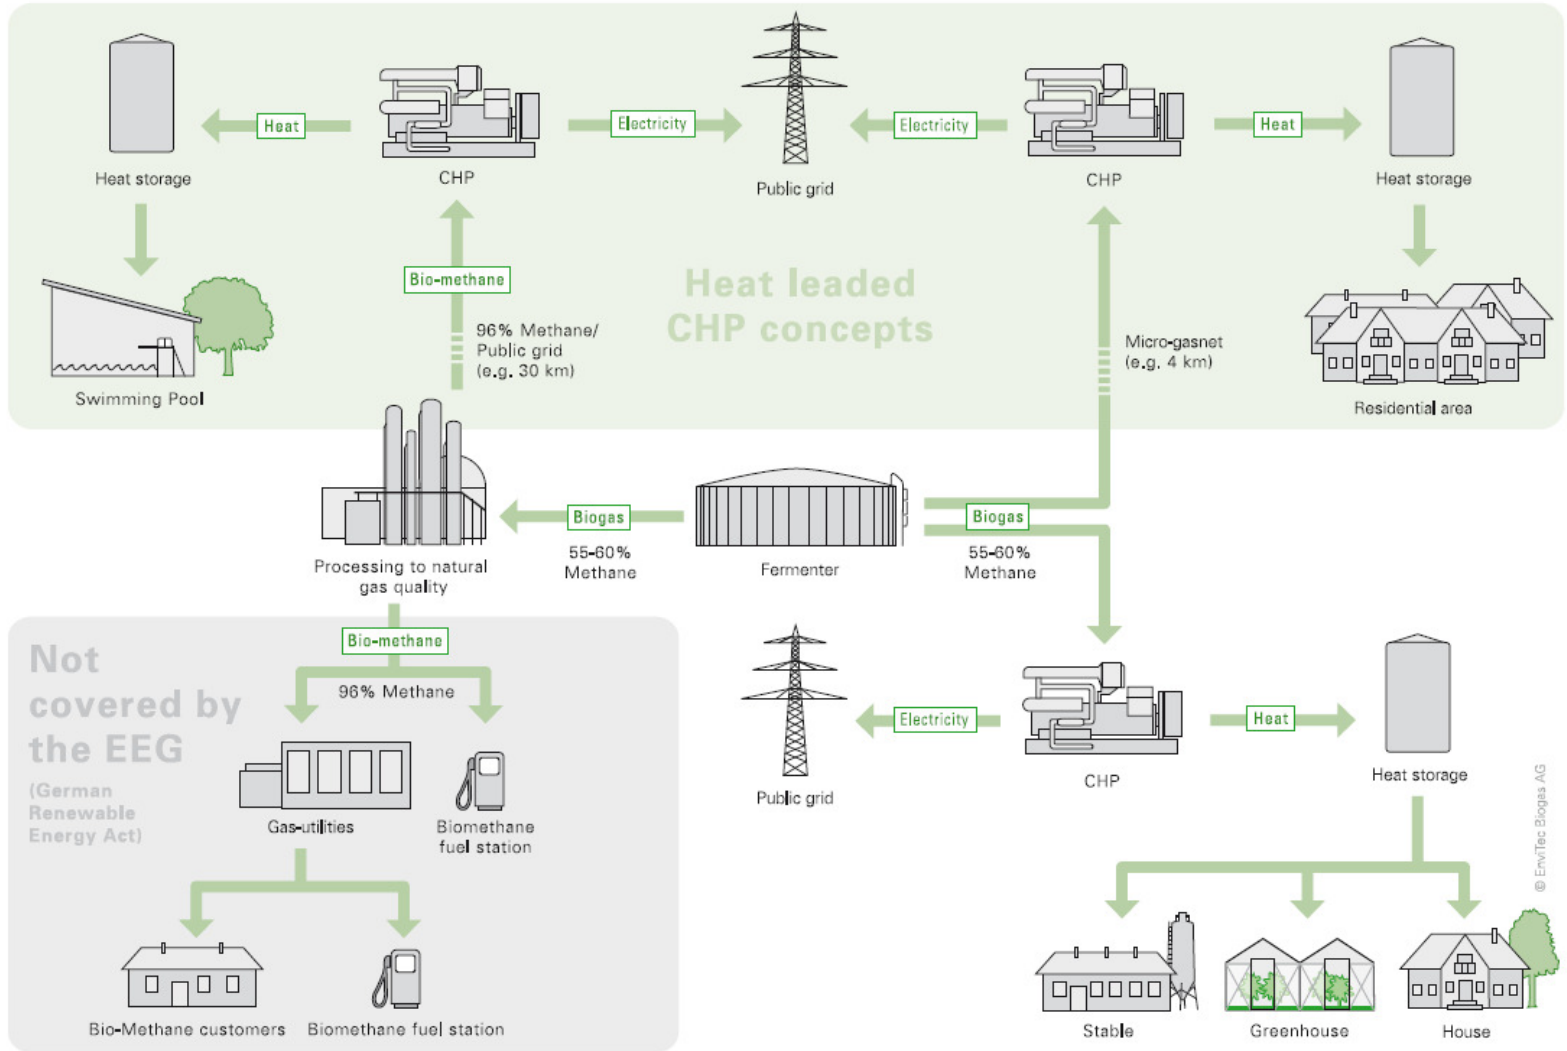 Heat
Electricity
Electricity
Heat
Heat storage
CHP
Public grid
CHP
Heat storage
Bio-methane
Heat leaded
CHP concepts
96% Methane/
Public grid
(e.g. 30 km)
Micro-gasnet
(e.g. 4 km)
Swimming Pool
Residential area
Biogas
Biogas
55-60%
Methane
55-60%
Methane
Processing to natural
gas quality
Fermenter
Bio-methane
96% Methane
Not
covered by
the EEG
(German
Renewable
Energy Act)
Gas-utilities
Biomethane
fuel station
Bio-Methane customers
Biomethane fuel station
Electricity
Heat
Public grid
CHP
Heat storage
Stable
Greenhouse
House
© EnviTec Biogas AG